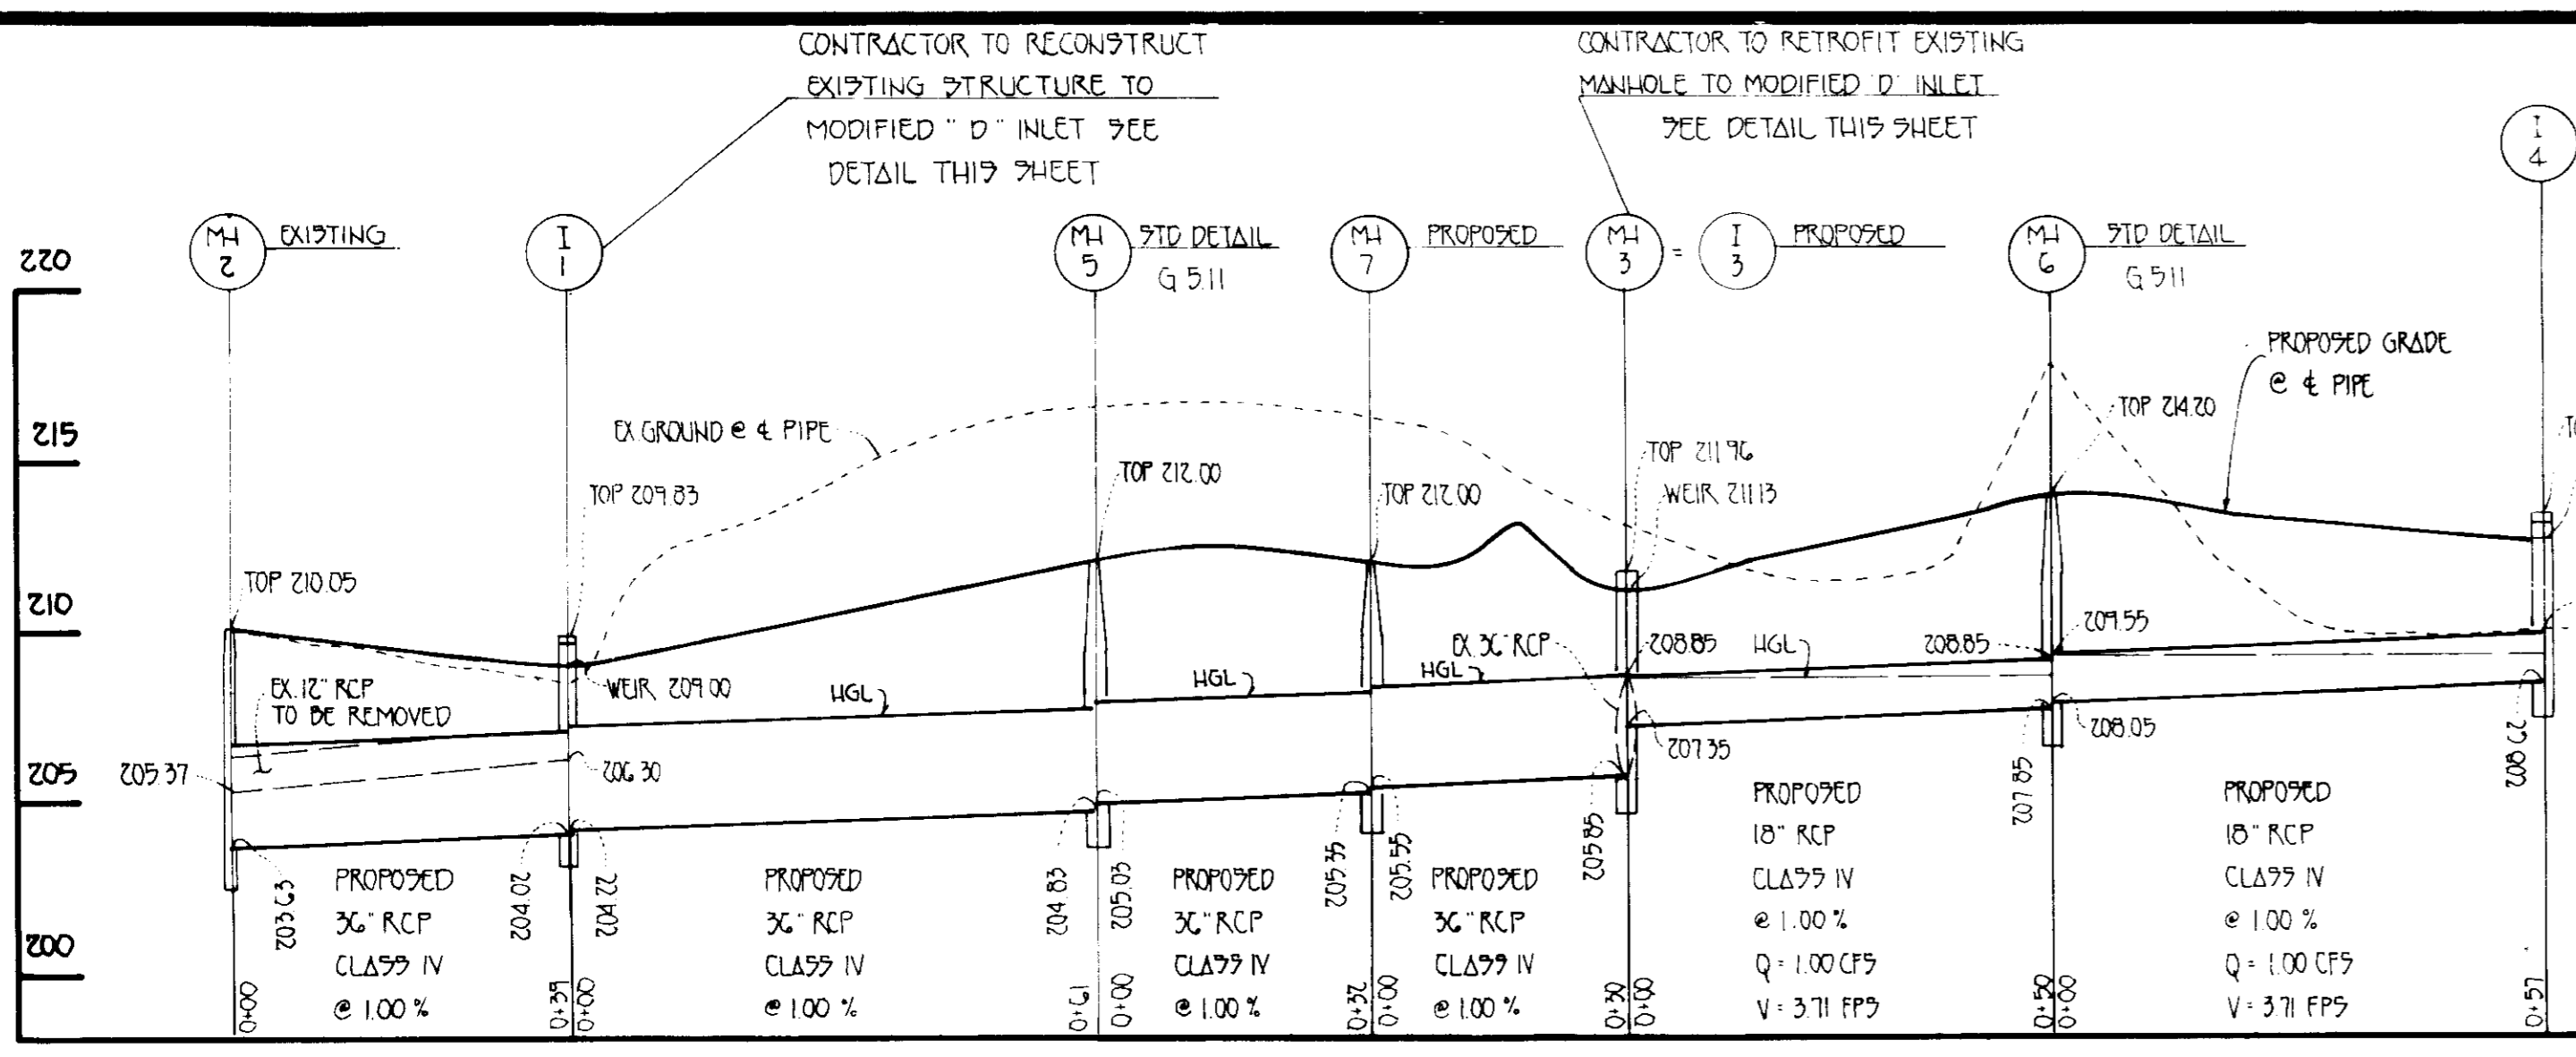 CONTRACTOR TO RECONSTRUCT
EXISTING STRUCTURE TO
MODIFIED "D" INLET SEE
DETAIL THIS SHEET
CONTRACTOR TO RETROFIT EXISTING
MANHOLE TO MODIFIED 'D' INLET
SEE DETAIL THIS SHEET
I
4
MH
2
EXISTING
I
1
MH
5
STD DETAIL
G 5.11
MH
7
PROPOSED
MH
3
=
I
3
PROPOSED
MH
6
STD DETAIL
G 5.11
220
215
210
205
200
PROPOSED GRADE
@ ℄ PIPE
EX. GROUND @ ℄ PIPE
TOP 214.20
TOP 211.96
WEIR 211.13
TOP 212.00
TOP 212.00
TOP 209.83
TOP 210.05
EX. 12" RCP
TO BE REMOVED
WEIR 209.00
HGL
HGL
HGL
EX. 36" RCP
208.85
HGL
208.85
209.55
205.37
206.30
207.35
208.05
203.63
204.02
204.22
204.83
205.03
205.35
205.55
205.85
207.85
208.62
PROPOSED
36" RCP
CLASS IV
@ 1.00 %
PROPOSED
36" RCP
CLASS IV
@ 1.00 %
PROPOSED
36" RCP
CLASS IV
@ 1.00 %
PROPOSED
36" RCP
CLASS IV
@ 1.00 %
PROPOSED
18" RCP
CLASS IV
@ 1.00 %
Q = 1.00 CFS
V = 3.71 FPS
PROPOSED
18" RCP
CLASS IV
@ 1.00 %
Q = 1.00 CFS
V = 3.71 FPS
0+00
0+39
0+00
0+61
0+00
0+32
0+00
0+30
0+00
0+50
0+00
0+57